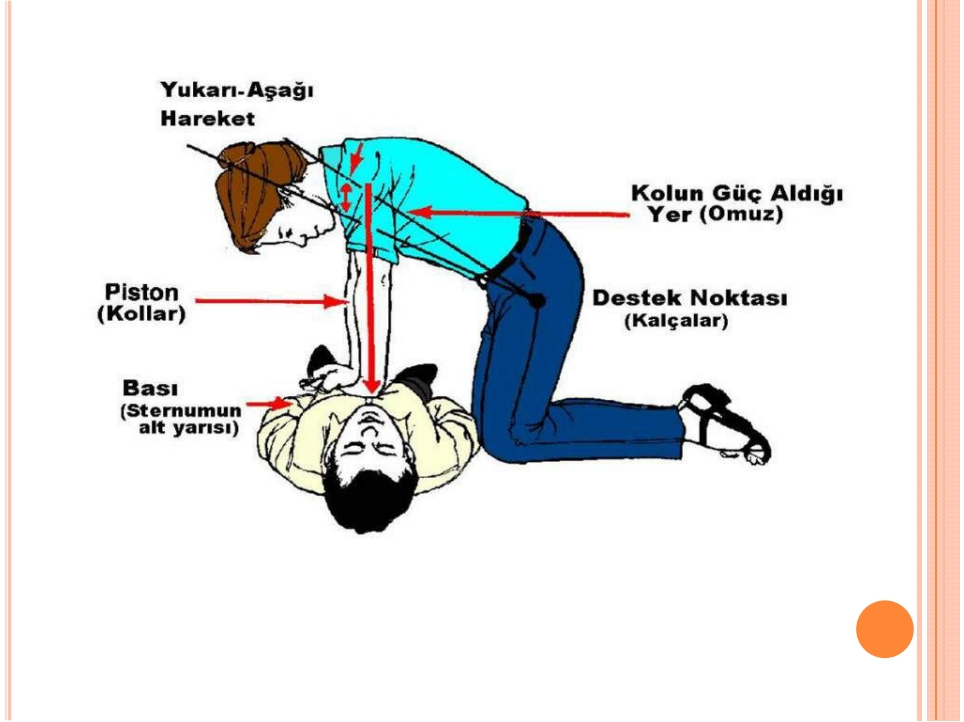 Yukarı-Aşağı
Hareket
Kolun Güç Aldığı
Yer (Omuz)
Piston
(Kollar)
Destek Noktası
(Kalçalar)
Bası
(Sternumun
alt yarısı)